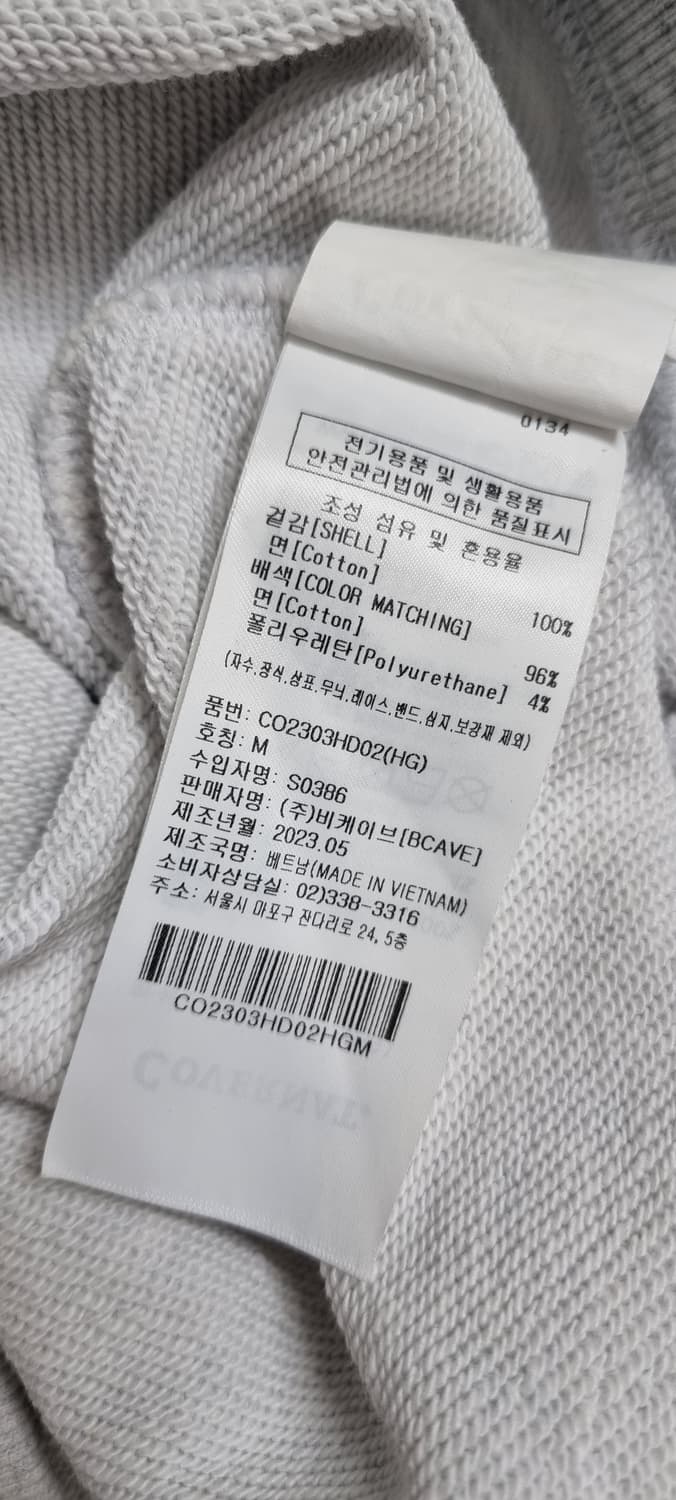 0134
전기용품 및 생활용품
안전관리법에 의한 품질표시
조성 섬유 및 혼용율
겉감[SHELL]
면[Cotton] 100%
배색[COLOR MATCHING]
면[Cotton] 96%
폴리우레탄[Polyurethane] 4%
(자수.장식.상표.무늬.레이스.밴드.심지.보강재 제외)
품번: CO2303HD02(HG)
호칭: M
수입자명: S0386
판매자명: (주)비케이브[BCAVE]
제조년월: 2023.05
제조국명: 베트남(MADE IN VIETNAM)
소비자상담실: 02)338-3316
주소: 서울시 마포구 잔다리로 24, 5층
CO2303HD02HGM
COVERNAT